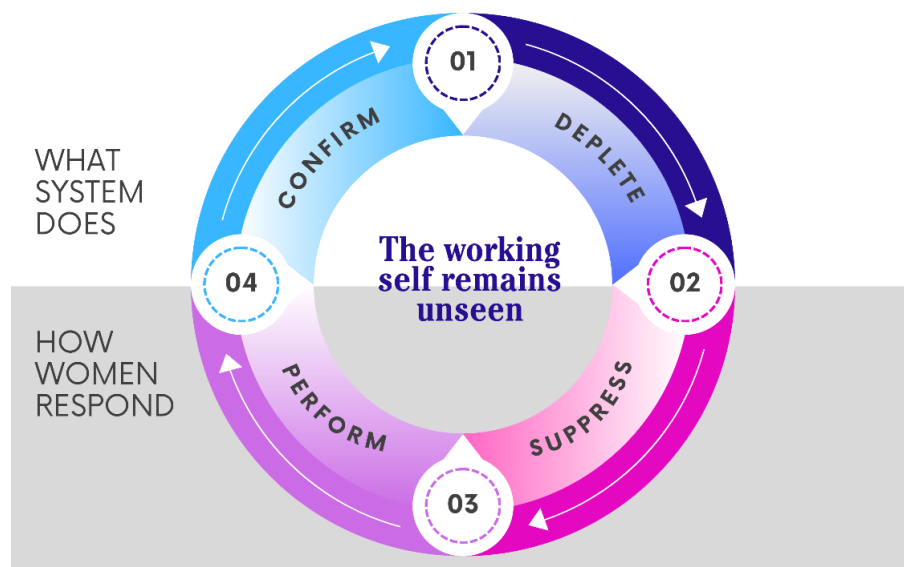 01
CONFIRM
DEPLETE
WHAT
SYSTEM
DOES
The working
self remains
unseen
04
02
HOW
WOMEN
RESPOND
PERFORM
SUPPRESS
03